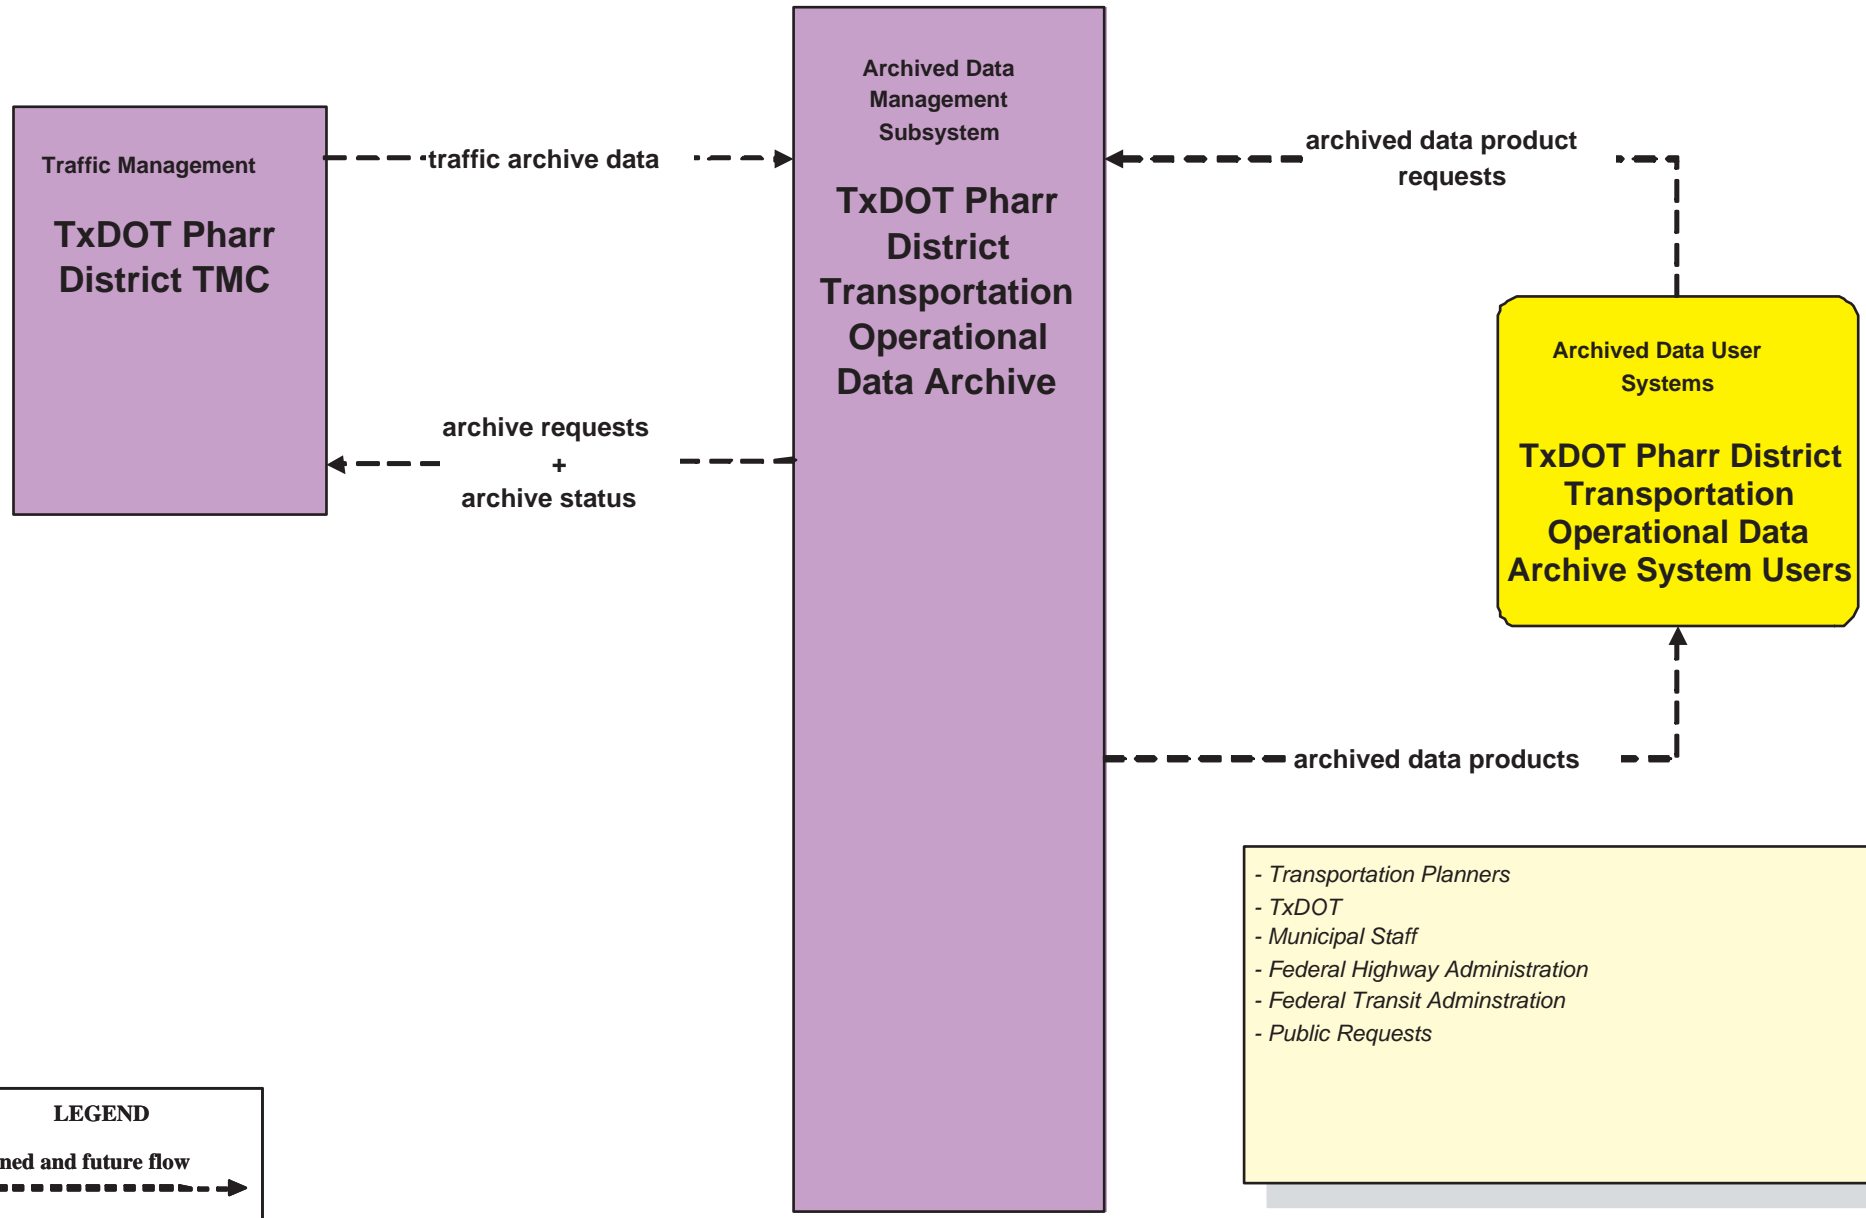 Traffic Management
TxDOT Pharr
District TMC
traffic archive data
archive requests
+
archive status
Archived Data
Management
Subsystem
TxDOT Pharr
District
Transportation
Operational
Data Archive
archived data product
requests
Archived Data User
Systems
TxDOT Pharr District
Transportation
Operational Data
Archive System Users
archived data products
- Transportation Planners
- TxDOT
- Municipal Staff
- Federal Highway Administration
- Federal Transit Adminstration
- Public Requests
LEGEND
and future flow